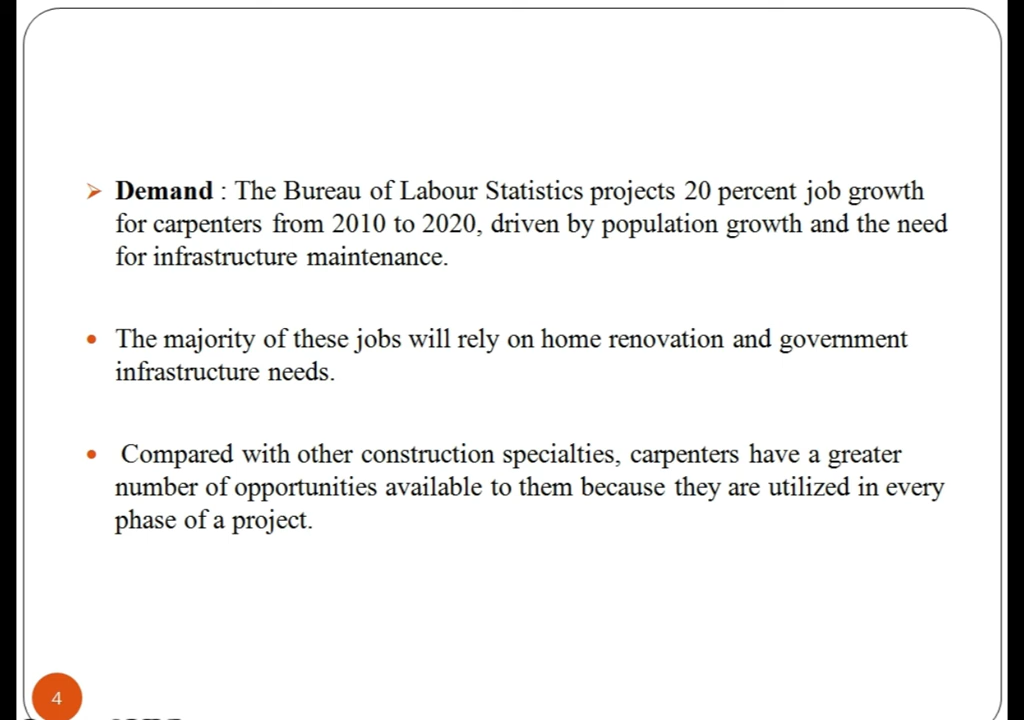 Demand : The Bureau of Labour Statistics projects 20 percent job growth
for carpenters from 2010 to 2020, driven by population growth and the need
for infrastructure maintenance.
The majority of these jobs will rely on home renovation and government
infrastructure needs.
Compared with other construction specialties, carpenters have a greater
number of opportunities available to them because they are utilized in every
phase of a project.
4